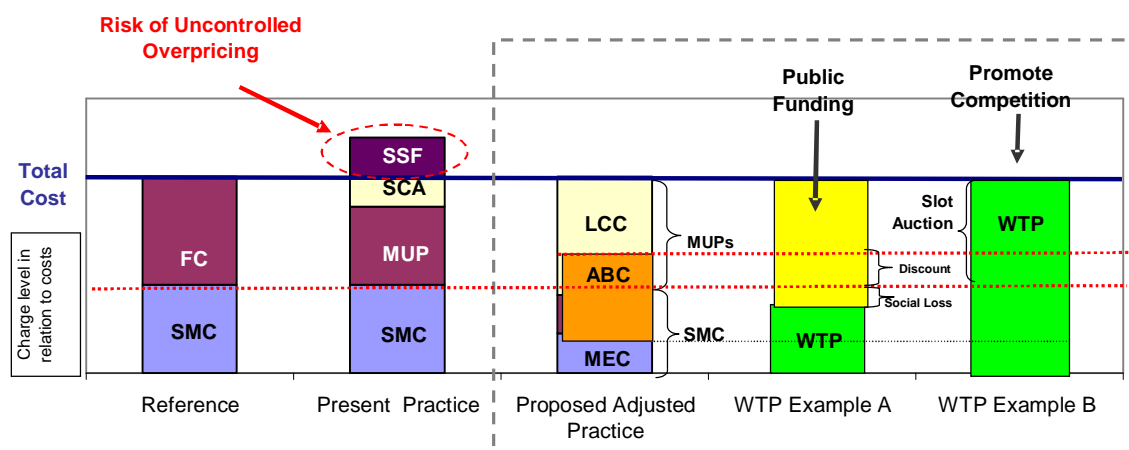 Risk of Uncontrolled
Overpricing
Public
Funding
Promote
Competition
Total
Cost
Charge level in
relation to costs
FC
SMC
SSF
SCA
MUP
SMC
LCC
ABC
MEC
MUPs
SMC
WTP
Discount
Social Loss
Slot
Auction
WTP
Reference
Present Practice
Proposed Adjusted
Practice
WTP Example A
WTP Example B